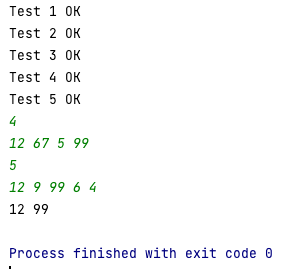 Test 1 OK
Test 2 OK
Test 3 OK
Test 4 OK
Test 5 OK
4
12 67 5 99
5
12 9 99 6 4
12 99
Process finished with exit code 0